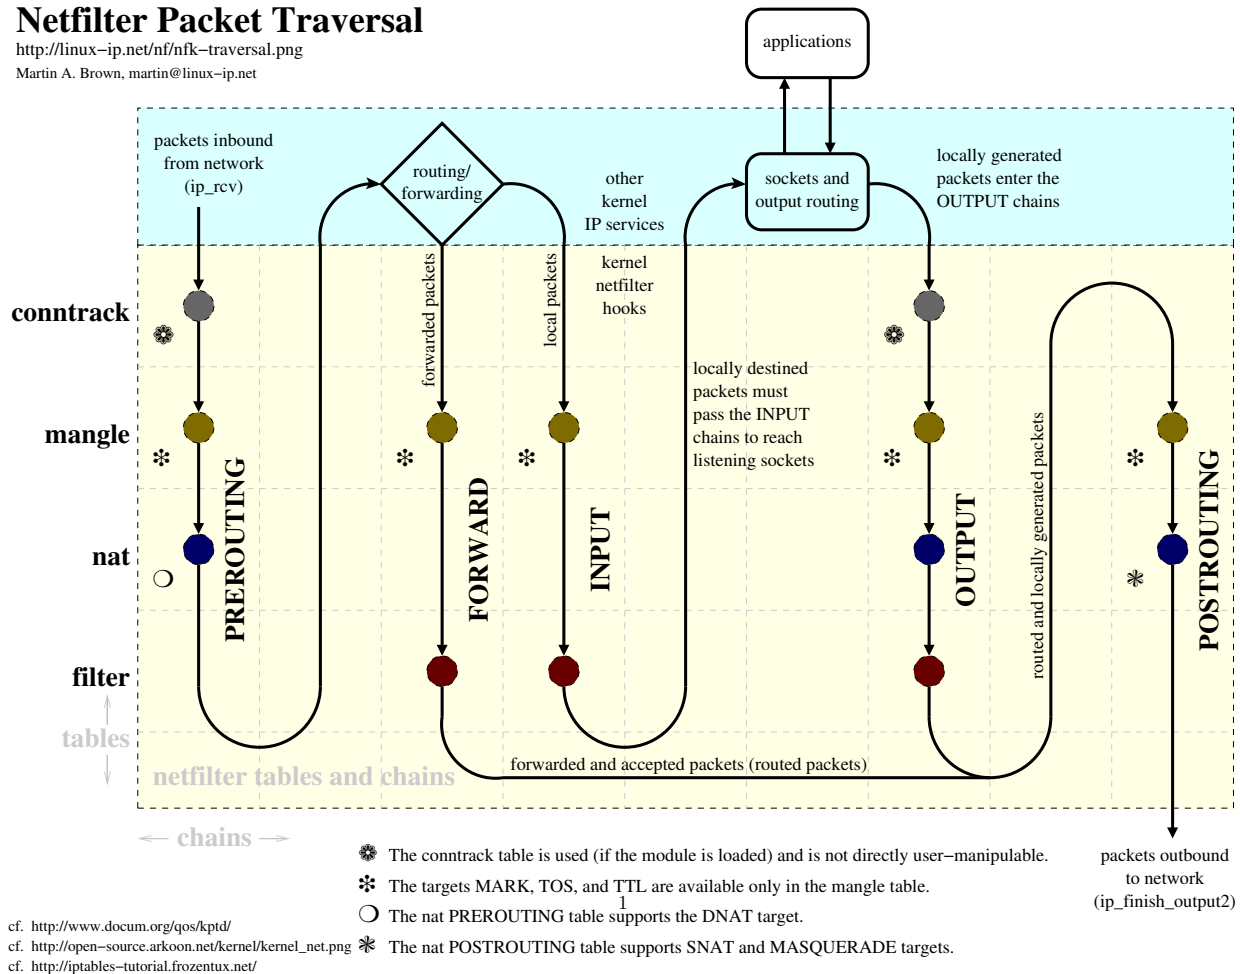 Netfilter Packet Traversal
http://linux−ip.net/nf/nfk−traversal.png
Martin A. Brown, martin@linux−ip.net
applications
packets inbound
from network
(ip_rcv)
routing/
forwarding
other
kernel
IP services
sockets and
output routing
locally generated
packets enter the
OUTPUT chains
kernel
netfilter
hooks
forwarded packets
local packets
locally destined
packets must
pass the INPUT
chains to reach
listening sockets
routed and locally generated packets
conntrack
mangle
nat
filter
PREROUTING
FORWARD
INPUT
OUTPUT
POSTROUTING
tables
netfilter tables and chains
forwarded and accepted packets (routed packets)
chains
The conntrack table is used (if the module is loaded) and is not directly user−manipulable.
The targets MARK, TOS, and TTL are available only in the mangle table.
1
The nat PREROUTING table supports the DNAT target.
The nat POSTROUTING table supports SNAT and MASQUERADE targets.
packets outbound
to network
(ip_finish_output2)
cf. http://www.docum.org/qos/kptd/
cf. http://open−source.arkoon.net/kernel/kernel_net.png
cf. http://iptables−tutorial.frozentux.net/